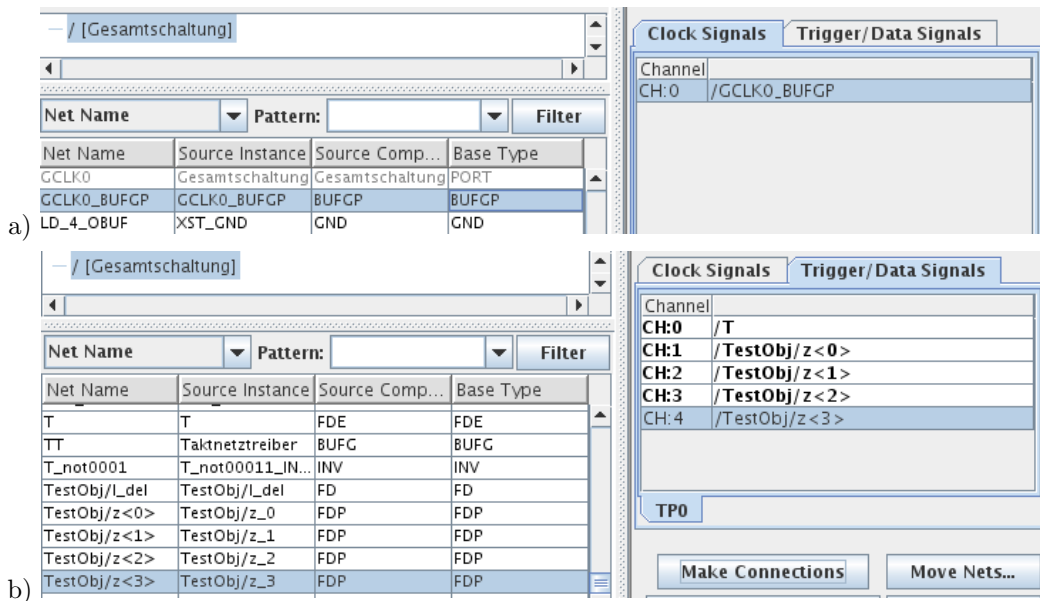 / [Gesamtschaltung]
Clock Signals Trigger/Data Signals
Channel
CH:0 /GCLK0_BUFGP
Net Name Pattern: Filter
Net Name Source Instance Source Comp... Base Type
GCLK0 Gesamtschaltung Gesamtschaltung PORT
GCLK0_BUFGP GCLK0_BUFGP BUFGP BUFGP
a) LD_4_OBUF XST_GND GND GND
/ [Gesamtschaltung]
Clock Signals Trigger/Data Signals
Channel
CH:0 /T
CH:1 /TestObj/z<0>
CH:2 /TestObj/z<1>
CH:3 /TestObj/z<2>
CH:4 /TestObj/z<3>
TP0
Make Connections Move Nets...
Net Name Pattern: Filter
Net Name Source Instance Source Comp... Base Type
T T FDE FDE
TT Taktnetztreiber BUFG BUFG
T_not0001 T_not00011_IN... INV INV
TestObj/I_del TestObj/I_del FD FD
TestObj/z<0> TestObj/z_0 FDP FDP
TestObj/z<1> TestObj/z_1 FDP FDP
TestObj/z<2> TestObj/z_2 FDP FDP
b) TestObj/z<3> TestObj/z_3 FDP FDP